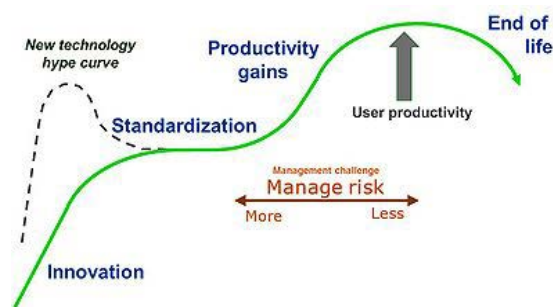 New technology
hype curve
Productivity
gains
End of
life
Standardization
User productivity
Management challenge
Manage risk
More
Less
Innovation